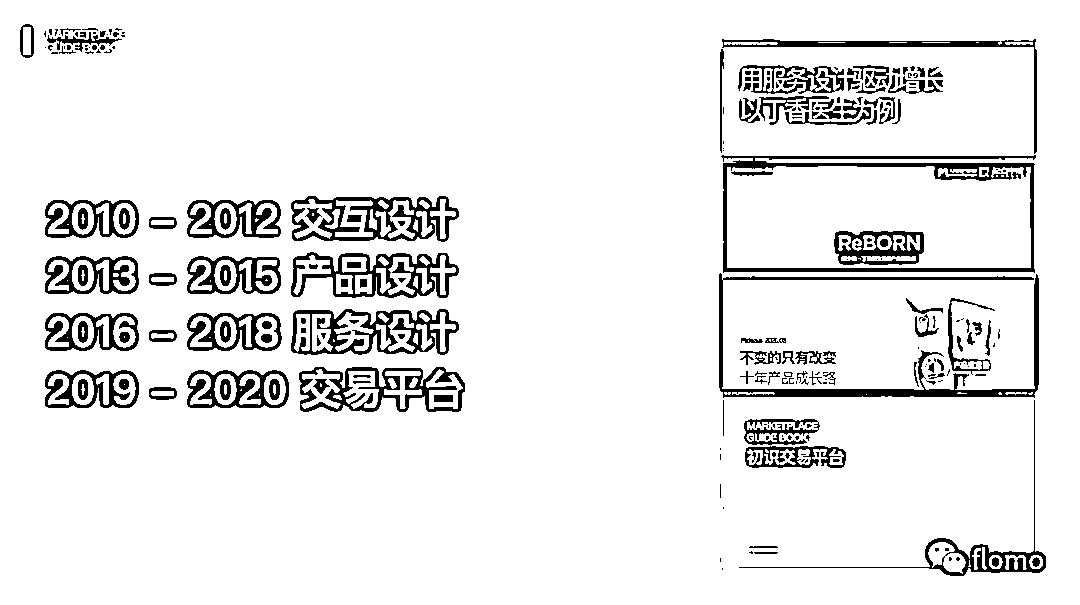 MARKETPLACE
GUIDE BOOK
2010 – 2012 交互设计
2013 – 2015 产品设计
2016 – 2018 服务设计
2019 – 2020 交易平台
用服务设计驱动增长
以丁香医生为例
ReBORN
不变的只有改变
十年产品成长路
MARKETPLACE
GUIDE BOOK
初识交易平台
flomo